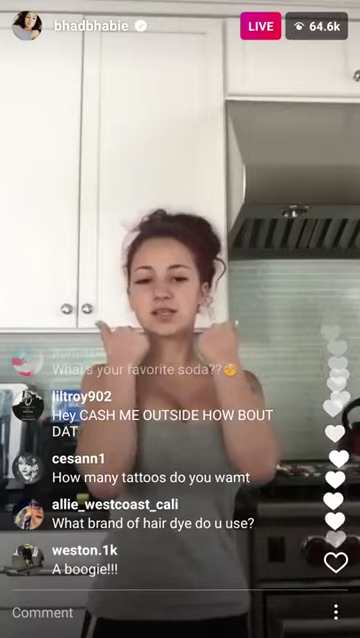 bhadbhabie
LIVE
64.6k
What's your favorite soda??
liltroy902
Hey CASH ME OUTSIDE HOW BOUT
DAT
cesann1
How many tattoos do you wamt
allie_westcoast_cali
What brand of hair dye do u use?
weston.1k
A boogie!!!
Comment